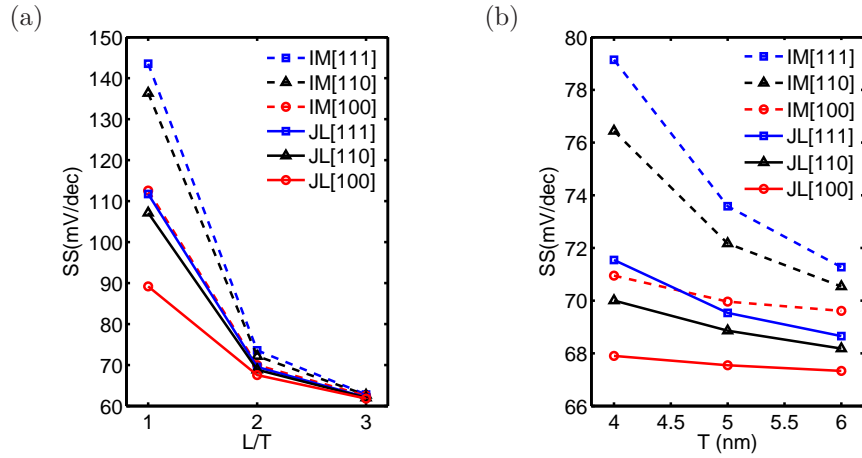 (a)
SS(mV/dec)
150
140
130
120
110
100
90
80
70
60
1
2
3
L/T
IM[111]
IM[110]
IM[100]
JL[111]
JL[110]
JL[100]
(b)
SS(mV/dec)
80
78
76
74
72
70
68
66
4
4.5
5
5.5
6
T (nm)
IM[111]
IM[110]
IM[100]
JL[111]
JL[110]
JL[100]